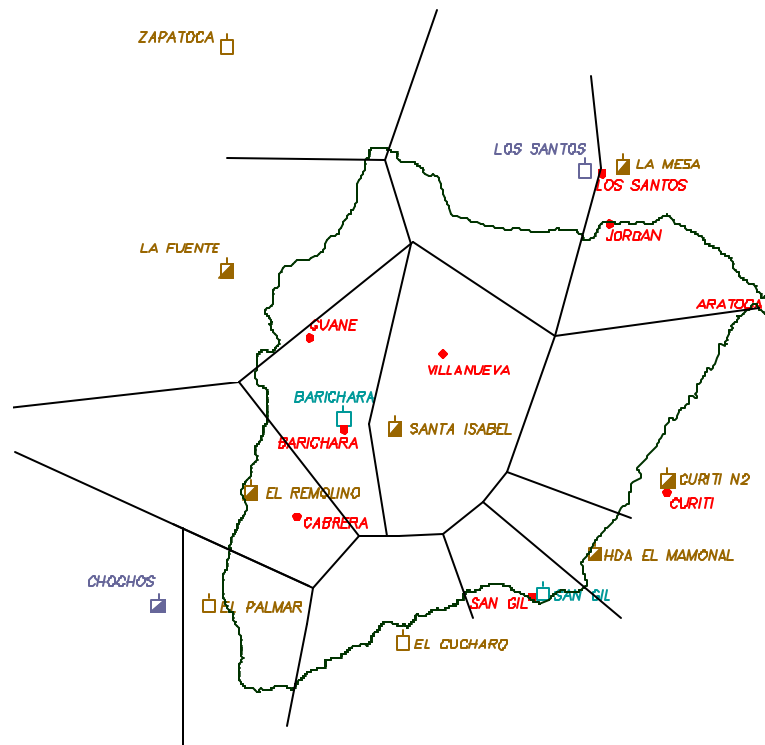 ZAPATOCA
LOS SANTOS
LA MESA
LOS SANTOS
JORDAN
LA FUENTE
ARATOCA
GUANE
VILLANUEVA
BARICHARA
SANTA ISABEL
BARICHARA
EL REMOLINO
CURITI N2
CURITI
CABRERA
HDA EL MAMONAL
CHOCHOS
EL PALMAR
SAN GIL
SAN GIL
EL CUCHARO